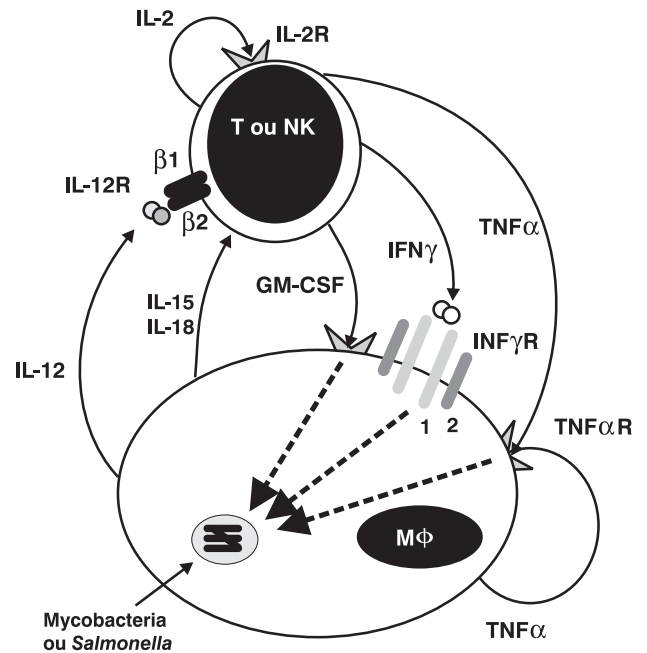 IL-2
IL-2R
T ou NK
β1
IL-12R
β2
TNFα
IFNγ
GM-CSF
IL-15
IL-18
INFγR
IL-12
1 2
TNFαR
MΦ
Mycobacteria
ou Salmonella
TNFα